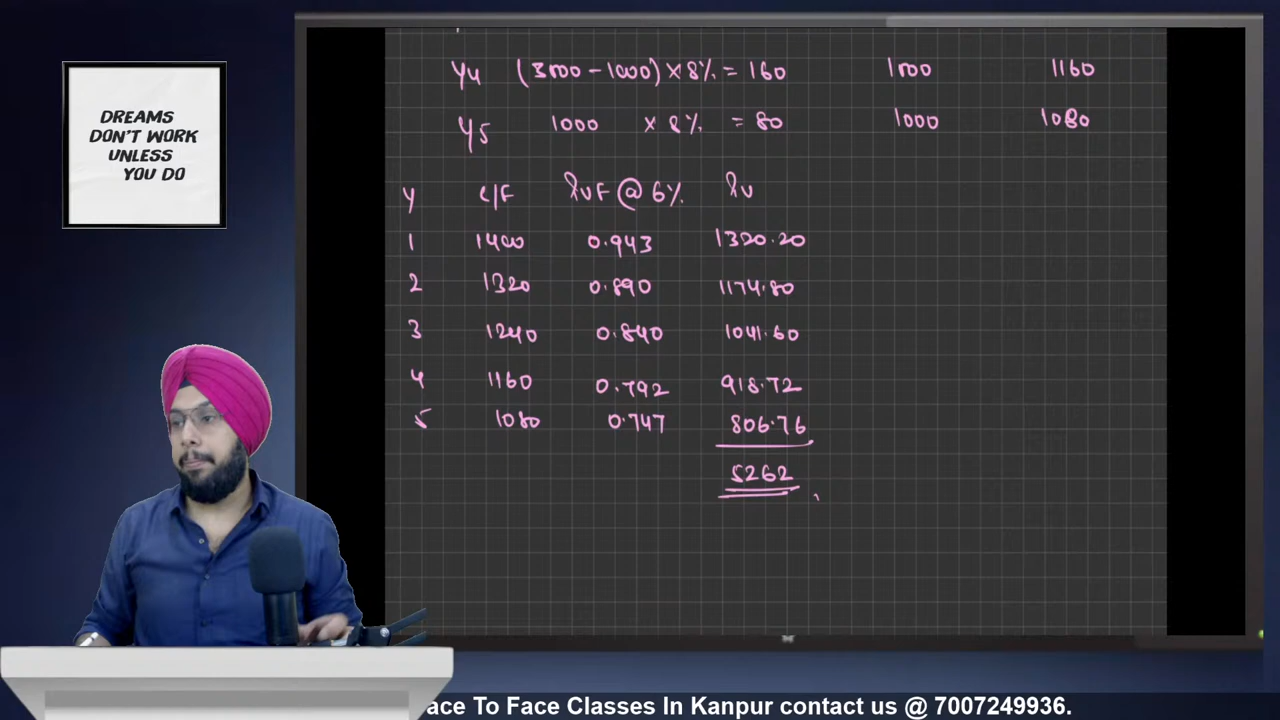 DREAMS
DON'T WORK
UNLESS
YOU DO
Y4 (3000-1000) × 8% = 160 1000 1160
Y5 1000 × 8% = 80 1000 1080
Y C/F PVF @ 6% PV
1 1400 0.943 1320.20
2 1320 0.890 1174.80
3 1240 0.840 1041.60
4 1160 0.792 918.72
5 1080 0.747 806.76
5262
ace To Face Classes In Kanpur contact us @ 7007249936.